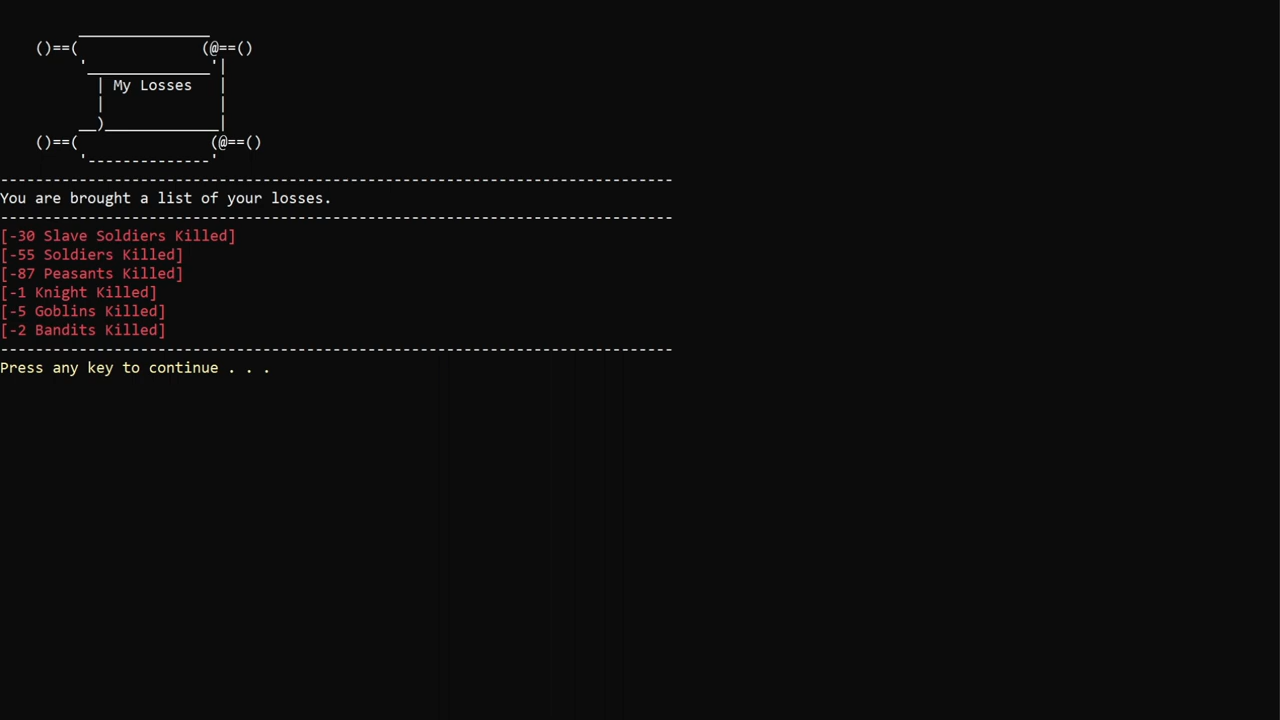 My Losses
You are brought a list of your losses.
[-30 Slave Soldiers Killed]
[-55 Soldiers Killed]
[-87 Peasants Killed]
[-1 Knight Killed]
[-5 Goblins Killed]
[-2 Bandits Killed]
Press any key to continue . . .